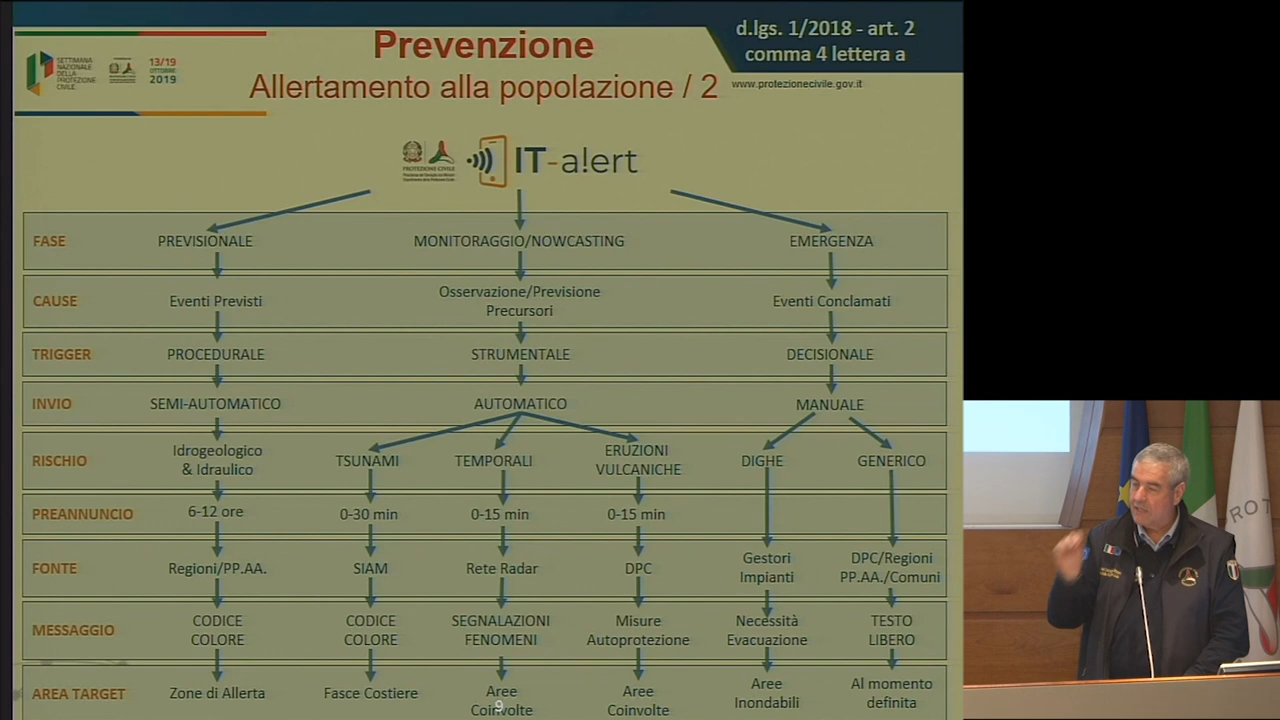 d.lgs. 1/2018 - art. 2
comma 4 lettera a
Prevenzione
Allertamento alla popolazione / 2
www.protezionecivile.gov.it
SETTIMANA
NAZIONALE
DELLA
PROTEZIONE
CIVILE
13/19
OTTOBRE
2019
PROTEZIONE CIVILE
IT-a!ert
FASE PREVISIONALE MONITORAGGIO/NOWCASTING EMERGENZA
CAUSE Eventi Previsti Osservazione/Previsione Precursori Eventi Conclamati
TRIGGER PROCEDURALE STRUMENTALE DECISIONALE
INVIO SEMI-AUTOMATICO AUTOMATICO MANUALE
RISCHIO Idrogeologico & Idraulico TSUNAMI TEMPORALI ERUZIONI VULCANICHE DIGHE GENERICO
PREANNUNCIO 6-12 ore 0-30 min 0-15 min 0-15 min
FONTE Regioni/PP.AA. SIAM Rete Radar DPC Gestori Impianti DPC/Regioni PP.AA./Comuni
MESSAGGIO CODICE COLORE CODICE COLORE SEGNALAZIONI FENOMENI Misure Autoprotezione Necessità Evacuazione TESTO LIBERO
AREA TARGET Zone di Allerta Fasce Costiere Aree Coinvolte Aree Coinvolte Aree Inondabili Al momento definita
9
ROT